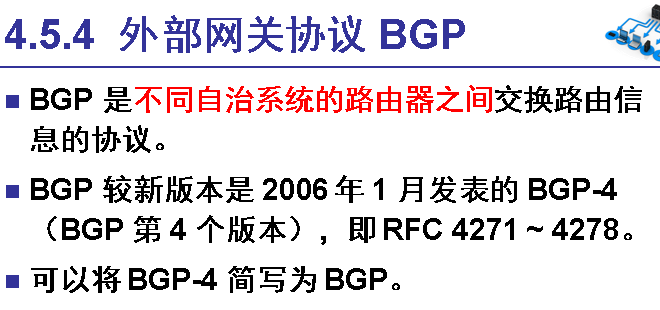 4.5.4 外部网关协议 BGP
BGP 是不同自治系统的路由器之间交换路由信
息的协议。
BGP 较新版本是 2006 年 1 月发表的 BGP-4
（BGP 第 4 个版本），即 RFC 4271 ~ 4278。
可以将 BGP-4 简写为 BGP。